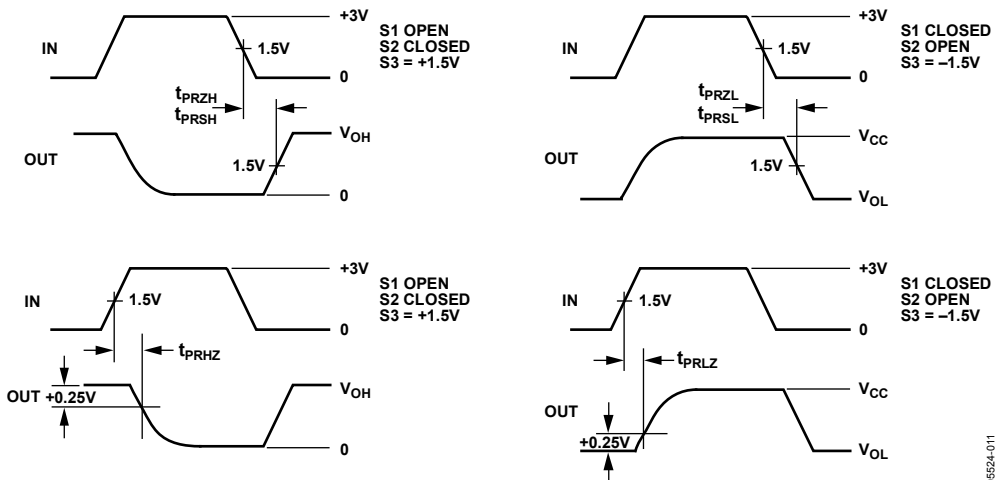 +3V
S1 OPEN
S2 CLOSED
S3 = +1.5V
IN
1.5V
0
tPRZH
tPRSH
VOH
OUT
1.5V
0
+3V
S1 CLOSED
S2 OPEN
S3 = –1.5V
IN
1.5V
0
tPRZL
tPRSL
VCC
OUT
1.5V
VOL
+3V
S1 OPEN
S2 CLOSED
S3 = +1.5V
IN
1.5V
0
tPRHZ
VOH
OUT
+0.25V
0
+3V
S1 CLOSED
S2 OPEN
S3 = –1.5V
IN
1.5V
0
tPRLZ
VCC
OUT
+0.25V
VOL